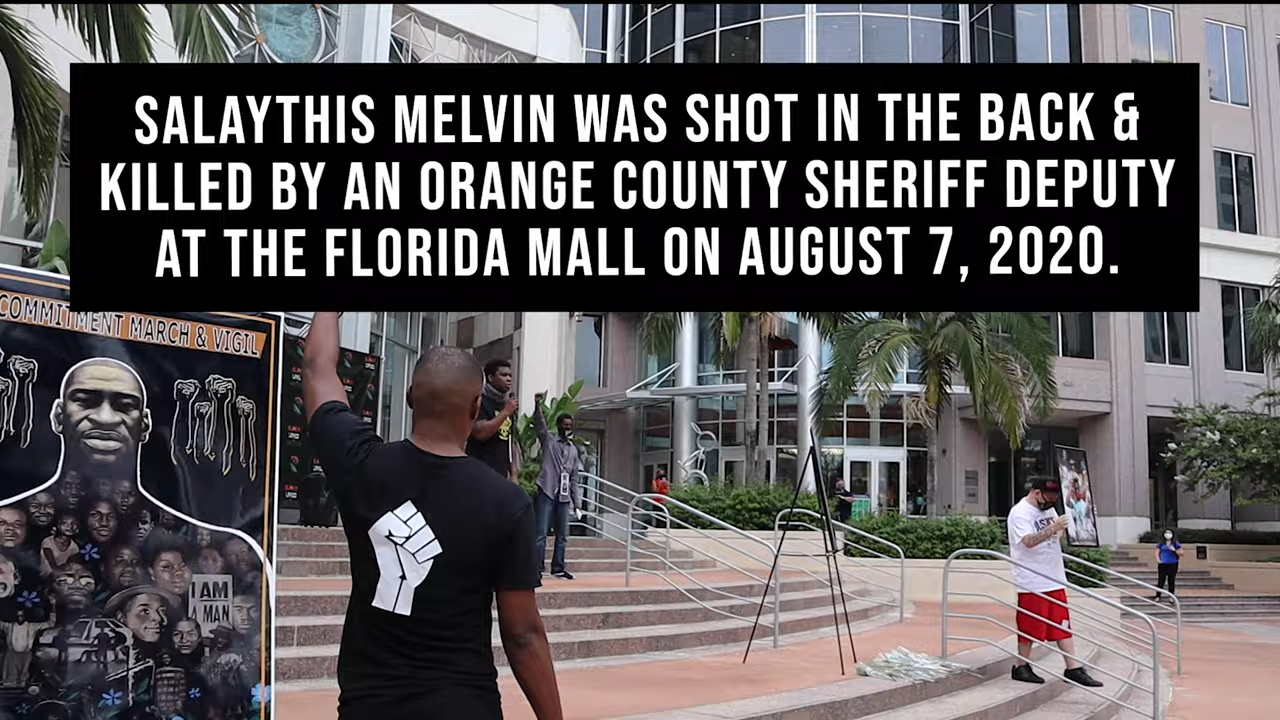 SALAYTHIS MELVIN WAS SHOT IN THE BACK &
KILLED BY AN ORANGE COUNTY SHERIFF DEPUTY
AT THE FLORIDA MALL ON AUGUST 7, 2020.
COMMITMENT MARCH & VIGIL
I AM
A MAN